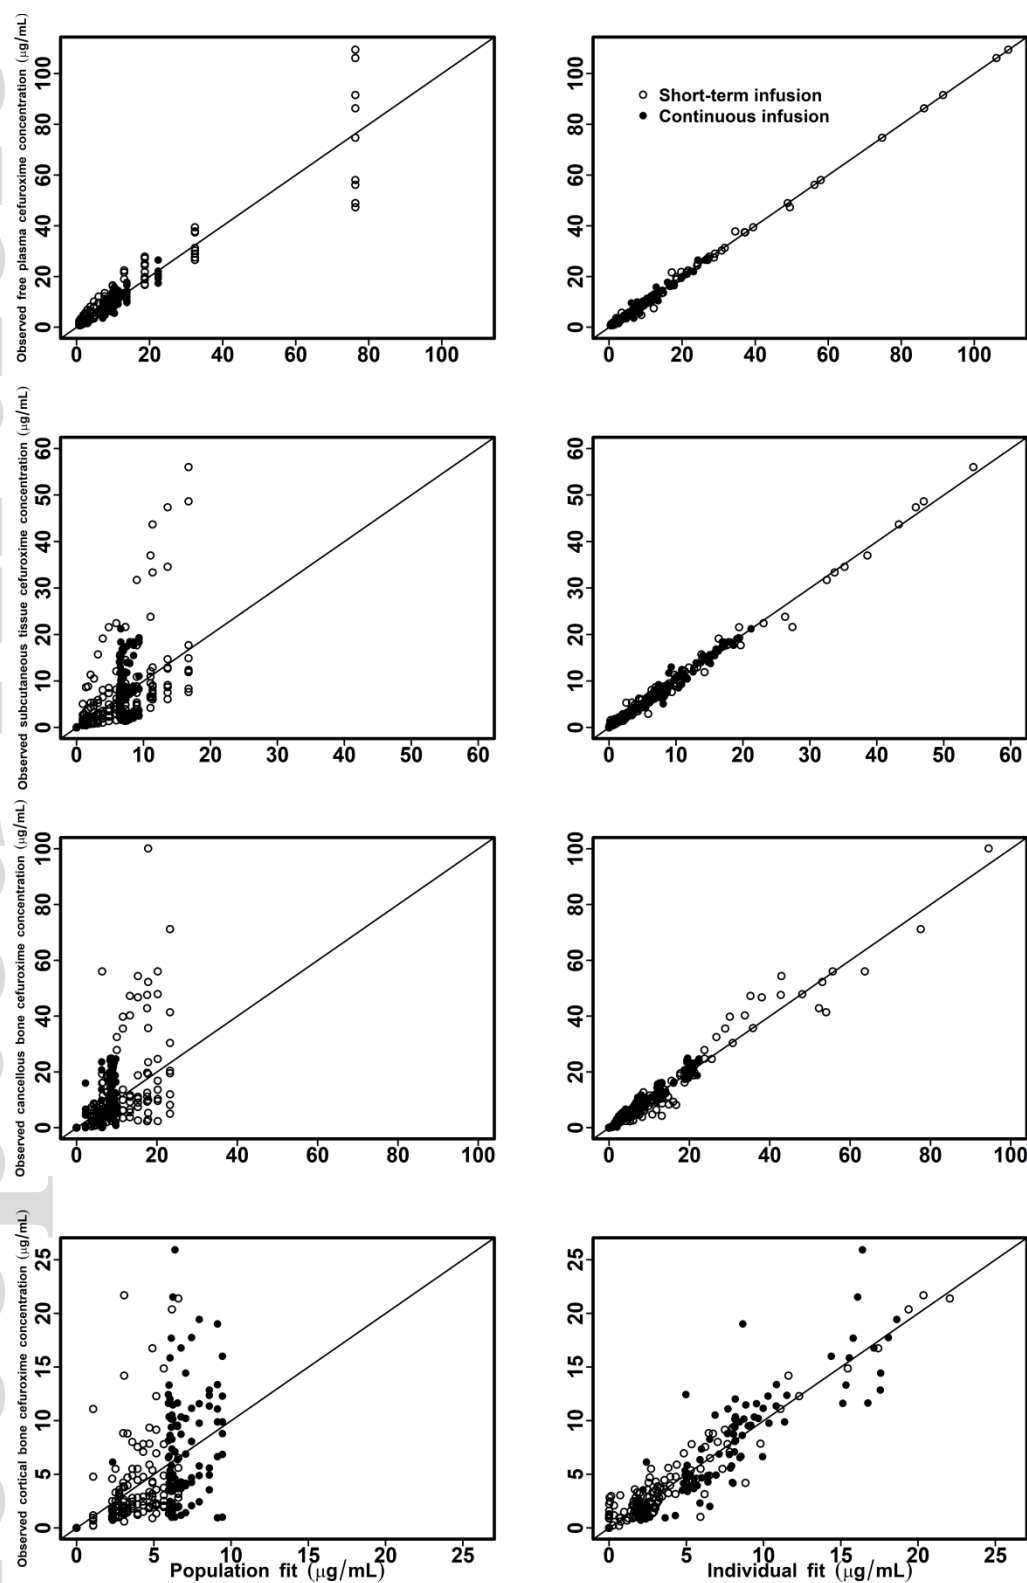 Observed free plasma cefuroxime concentration (μg/mL)
0 20 40 60 80 100
0 20 40 60 80 100
Short-term infusion
Continuous infusion
0 20 40 60 80 100
0 20 40 60 80 100
Observed subcutaneous tissue cefuroxime concentration (μg/mL)
0 10 20 30 40 50 60
0 10 20 30 40 50 60
0 10 20 30 40 50 60
0 10 20 30 40 50 60
Observed cancellous bone cefuroxime concentration (μg/mL)
0 20 40 60 80 100
0 20 40 60 80 100
0 20 40 60 80 100
0 20 40 60 80 100
Observed cortical bone cefuroxime concentration (μg/mL)
0 5 10 15 20 25
0 5 10 15 20 25
Population fit (μg/mL)
0 5 10 15 20 25
0 5 10 15 20 25
Individual fit (μg/mL)